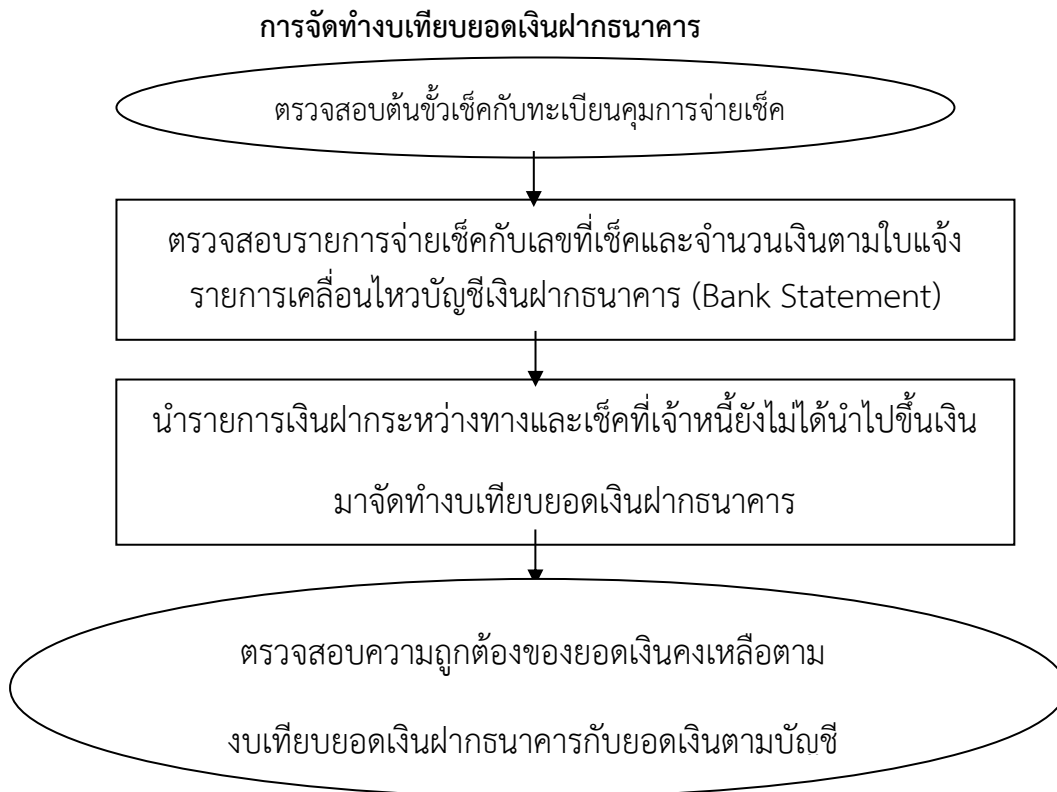 การจัดทำงบเทียบยอดเงินฝากธนาคาร
ตรวจสอบต้นขั้วเช็คกับทะเบียนคุมการจ่ายเช็ค
ตรวจสอบรายการจ่ายเช็คกับเลขที่เช็คและจำนวนเงินตามใบแจ้ง
รายการเคลื่อนไหวบัญชีเงินฝากธนาคาร (Bank Statement)
นำรายการเงินฝากระหว่างทางและเช็คที่เจ้าหนี้ยังไม่ได้นำไปขึ้นเงิน
มาจัดทำงบเทียบยอดเงินฝากธนาคาร
ตรวจสอบความถูกต้องของยอดเงินคงเหลือตาม
งบเทียบยอดเงินฝากธนาคารกับยอดเงินตามบัญชี